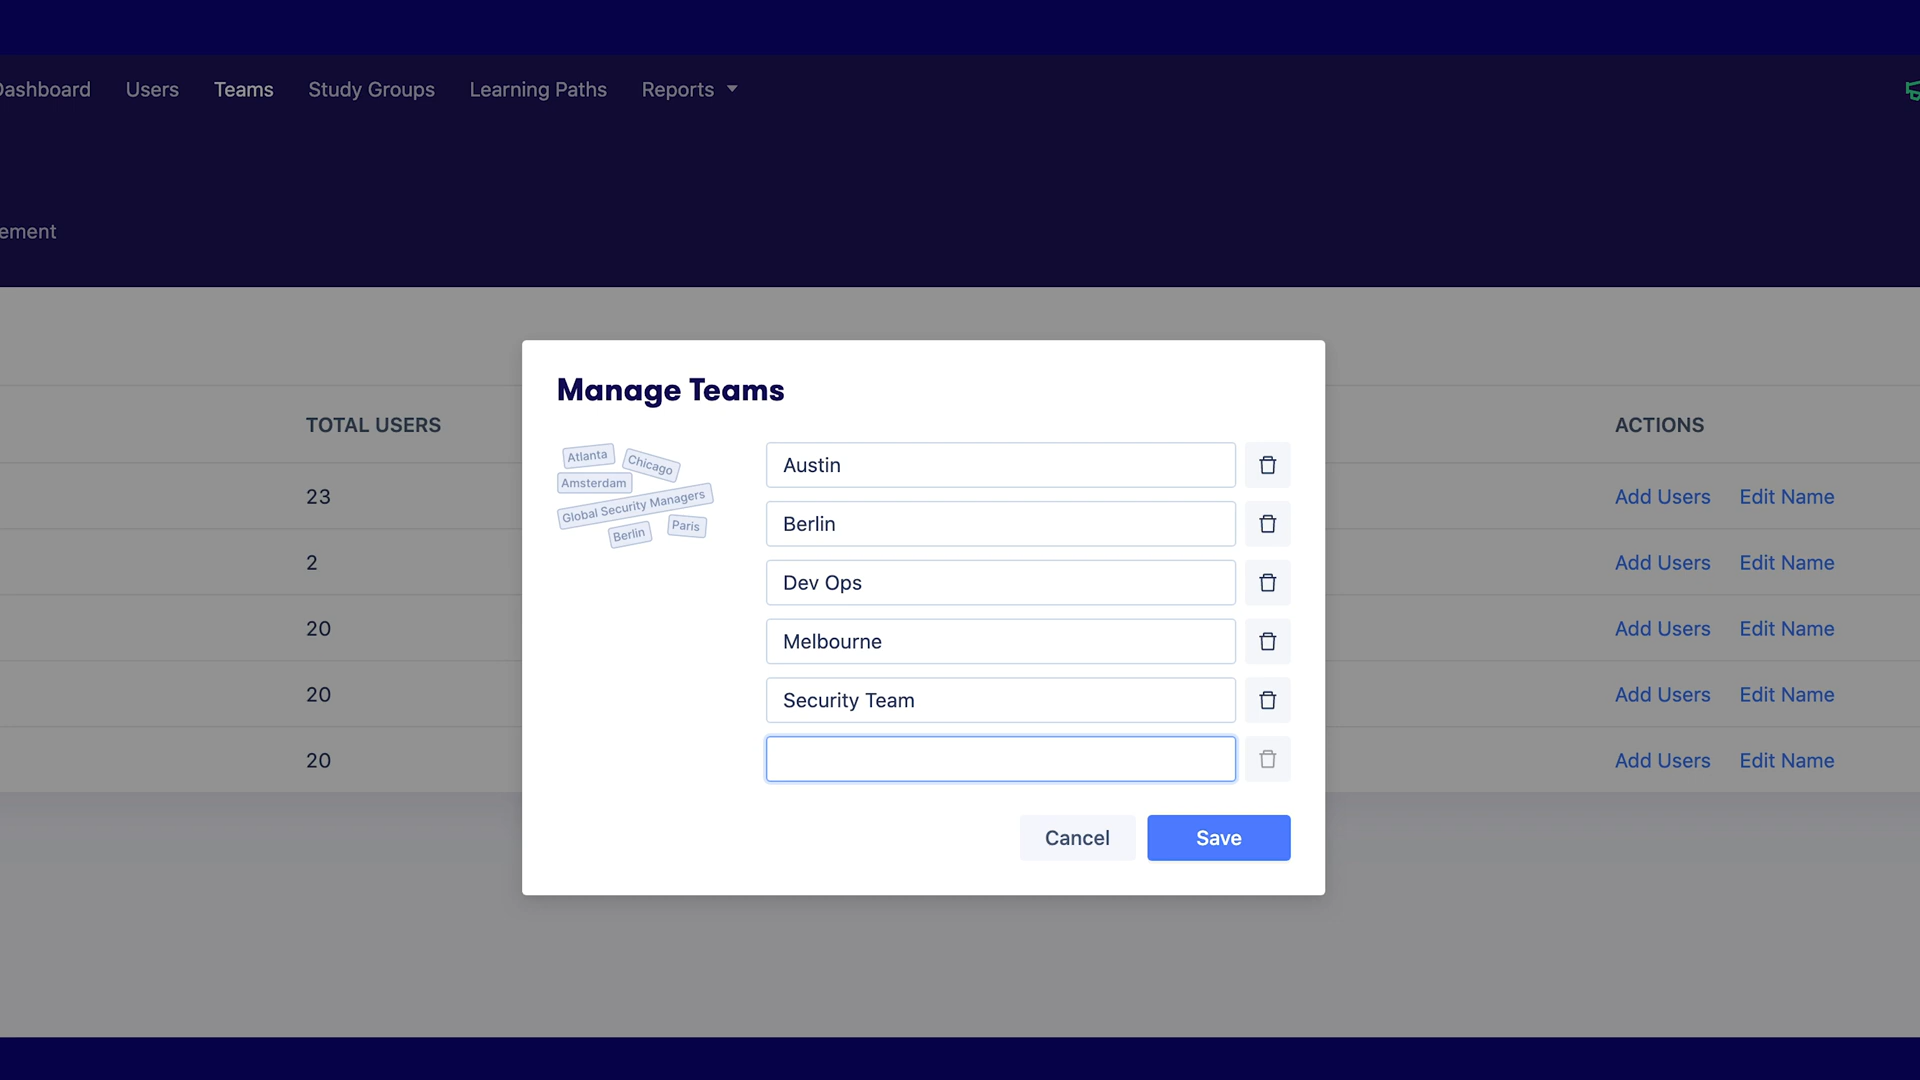 Dashboard Users Teams Study Groups Learning Paths Reports
ement
Manage Teams
TOTAL USERS
ACTIONS
Atlanta
Chicago
Amsterdam
Global Security Managers
Berlin
Paris
Austin
Berlin
Dev Ops
Melbourne
Security Team
Cancel Save
23 Add Users Edit Name
2 Add Users Edit Name
20 Add Users Edit Name
20 Add Users Edit Name
20 Add Users Edit Name